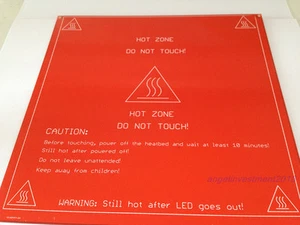 HOT ZONE
DO NOT TOUCH!
HOT ZONE
DO NOT TOUCH!
CAUTION:
Before touching, power off the heatbed and wait at least 10 minutes!
Still hot after powered off!
Do not leave unattended!
Keep away from children!
WARNING: Still hot after LED goes out!